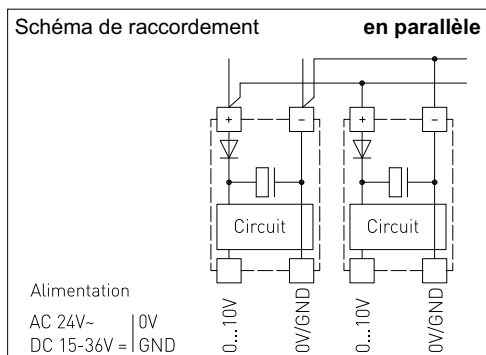 Schéma de raccordement en parallèle
+ − + −
Circuit Circuit
Alimentation
AC 24V~ 0V
DC 15-36V = GND
0...10V
0V/GND
0...10V
0V/GND